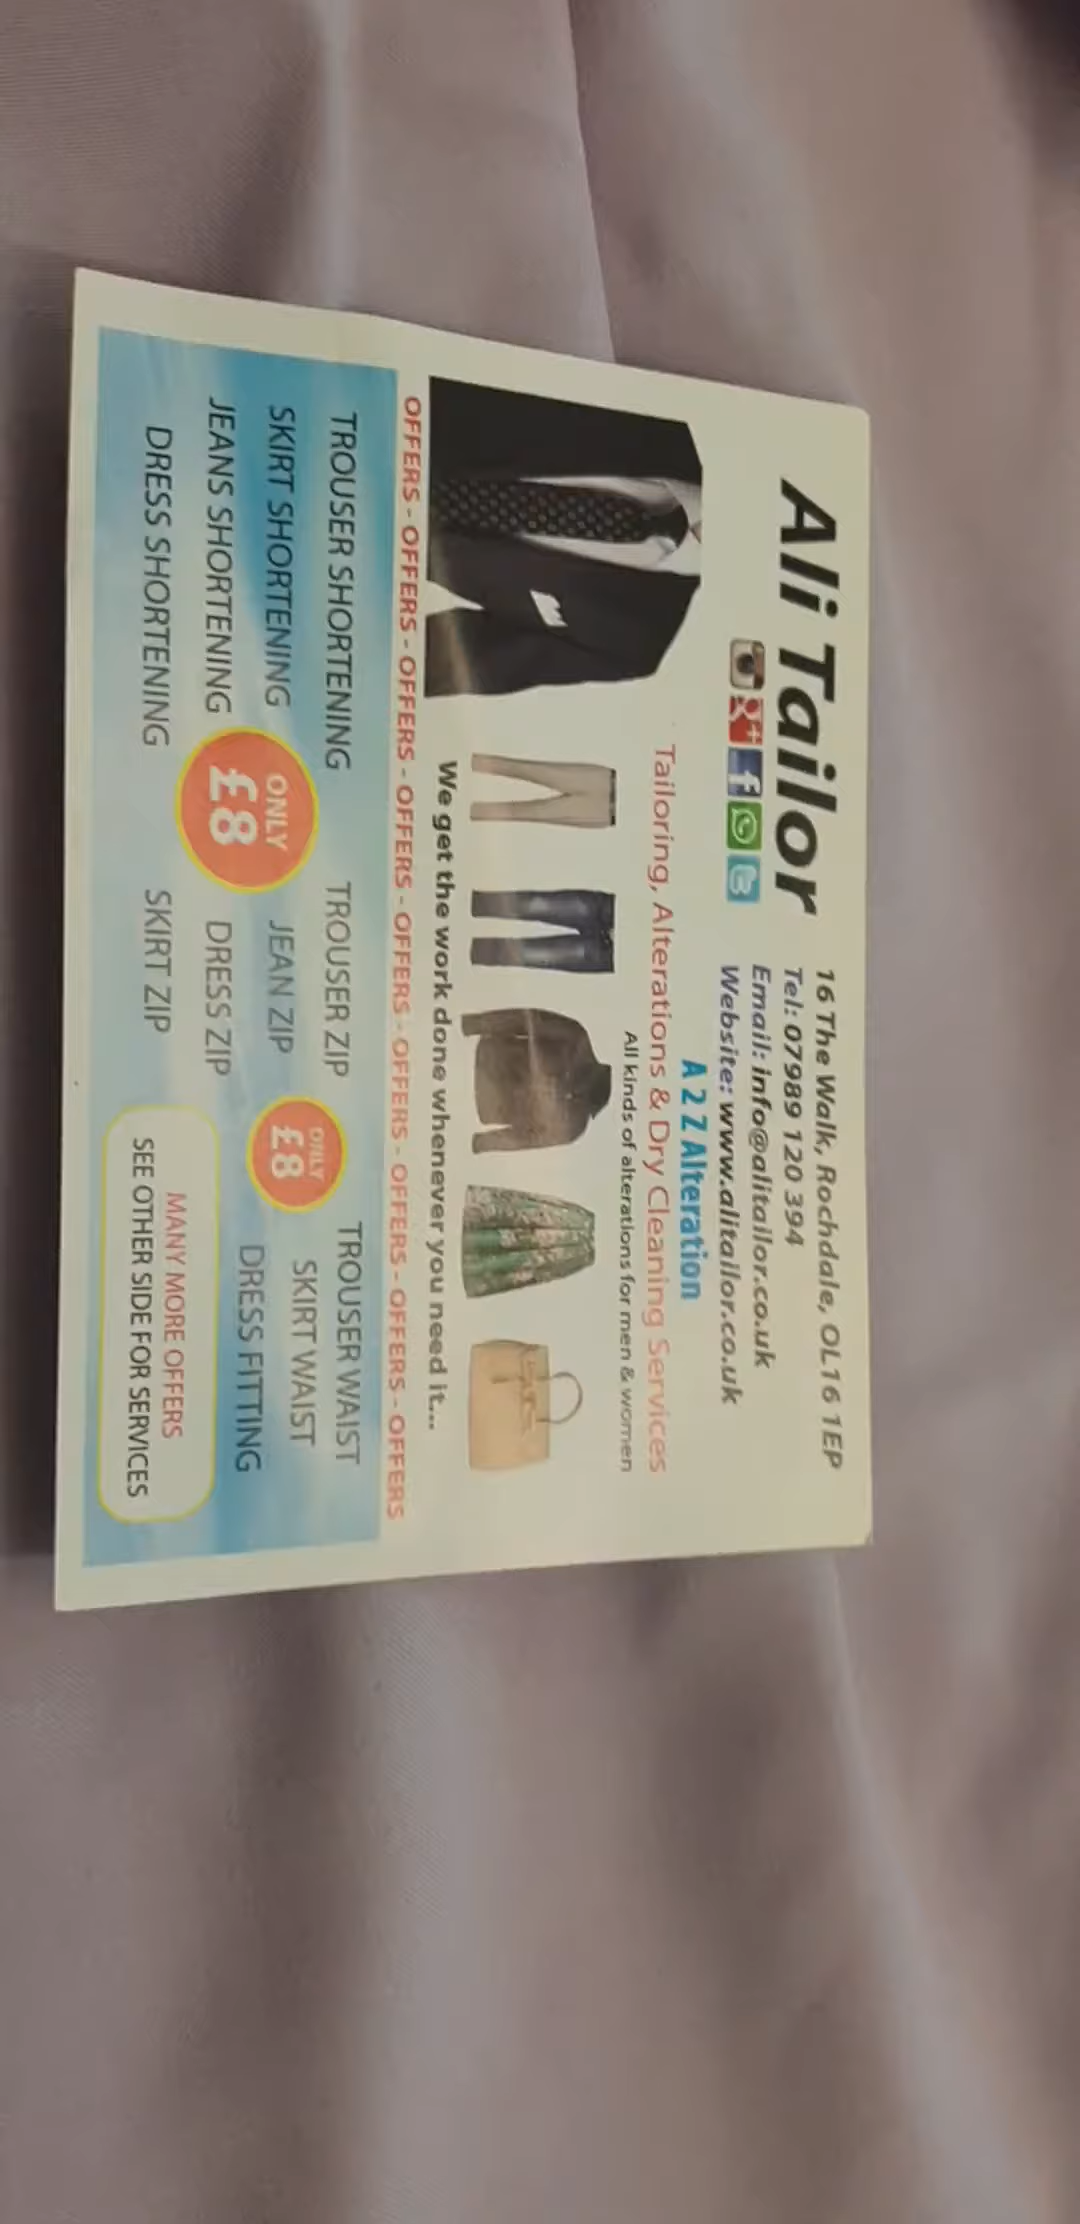 Ali Tailor
16 The Walk, Rochdale, OL16 1EP
Tel: 07989 120 394
Email: info@alitailor.co.uk
Website: www.alitailor.co.uk
A 2 Z Alteration
Tailoring, Alterations & Dry Cleaning Services
All kinds of alterations for men & women
We get the work done whenever you need it...
OFFERS - OFFERS - OFFERS - OFFERS - OFFERS - OFFERS - OFFERS - OFFERS - OFFERS
TROUSER SHORTENING
SKIRT SHORTENING
JEANS SHORTENING
DRESS SHORTENING
ONLY
£8
TROUSER ZIP
JEAN ZIP
DRESS ZIP
SKIRT ZIP
ONLY
£8
TROUSER WAIST
SKIRT WAIST
DRESS FITTING
MANY MORE OFFERS
SEE OTHER SIDE FOR SERVICES